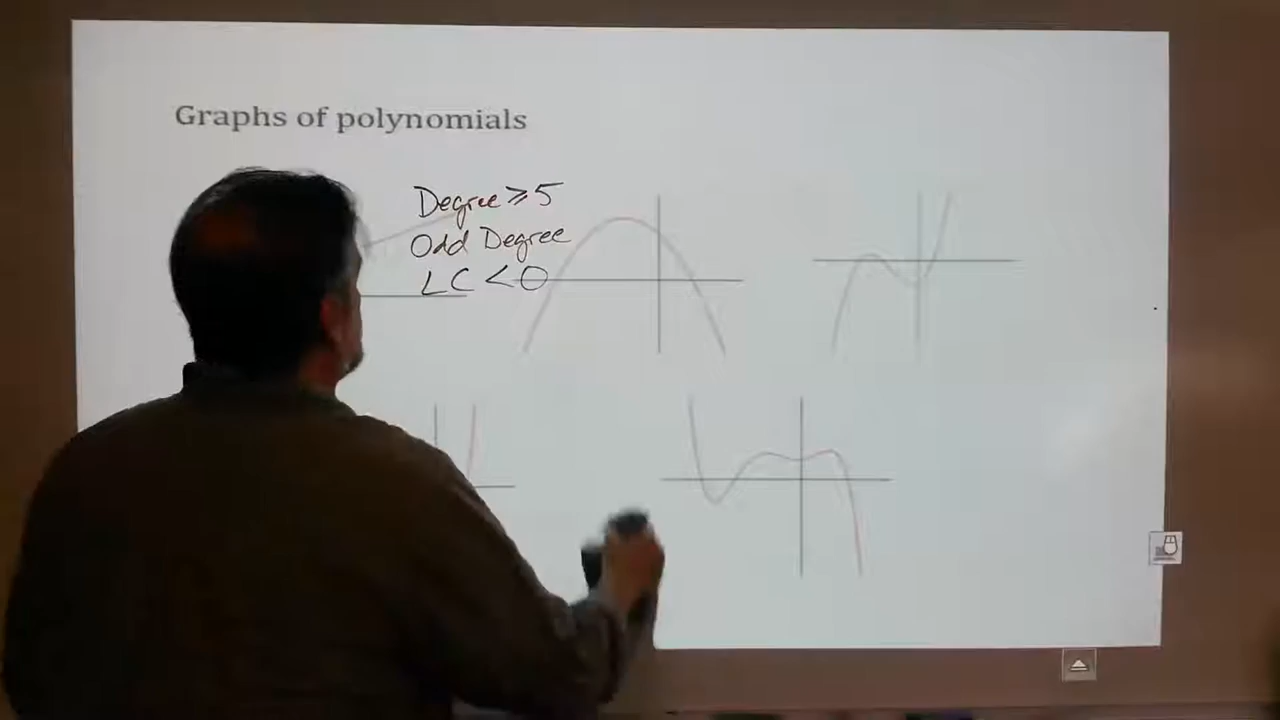 Graphs of polynomials
Degree ≥ 5
Odd Degree
LC < 0